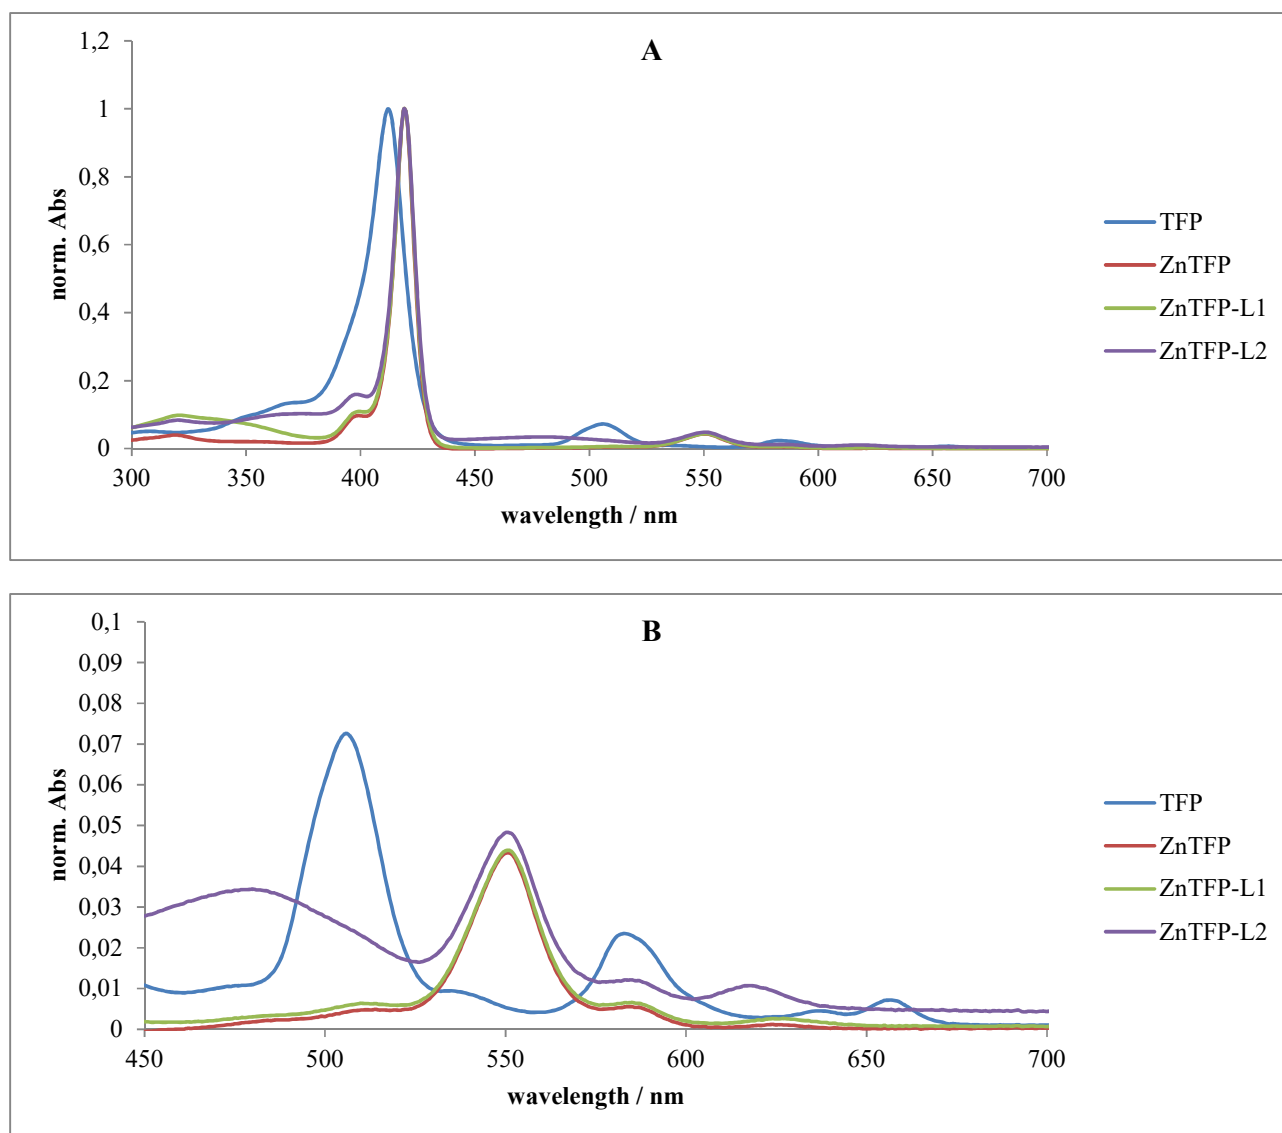 A
norm. Abs
1,2
1
0,8
0,6
0,4
0,2
0
300 350 400 450 500 550 600 650 700
wavelength / nm
TFP
ZnTFP
ZnTFP-L1
ZnTFP-L2
B
norm. Abs
0,1
0,09
0,08
0,07
0,06
0,05
0,04
0,03
0,02
0,01
0
450 500 550 600 650 700
wavelength / nm
TFP
ZnTFP
ZnTFP-L1
ZnTFP-L2